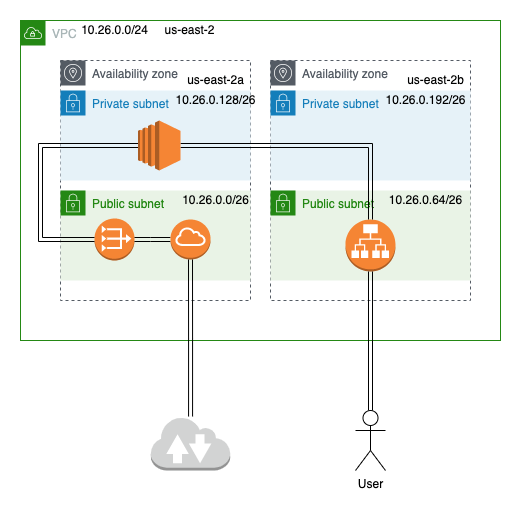 VPC 10.26.0.0/24 us-east-2
Availability zone us-east-2a
Private subnet 10.26.0.128/26
Public subnet 10.26.0.0/26
Availability zone us-east-2b
Private subnet 10.26.0.192/26
Public subnet 10.26.0.64/26
User